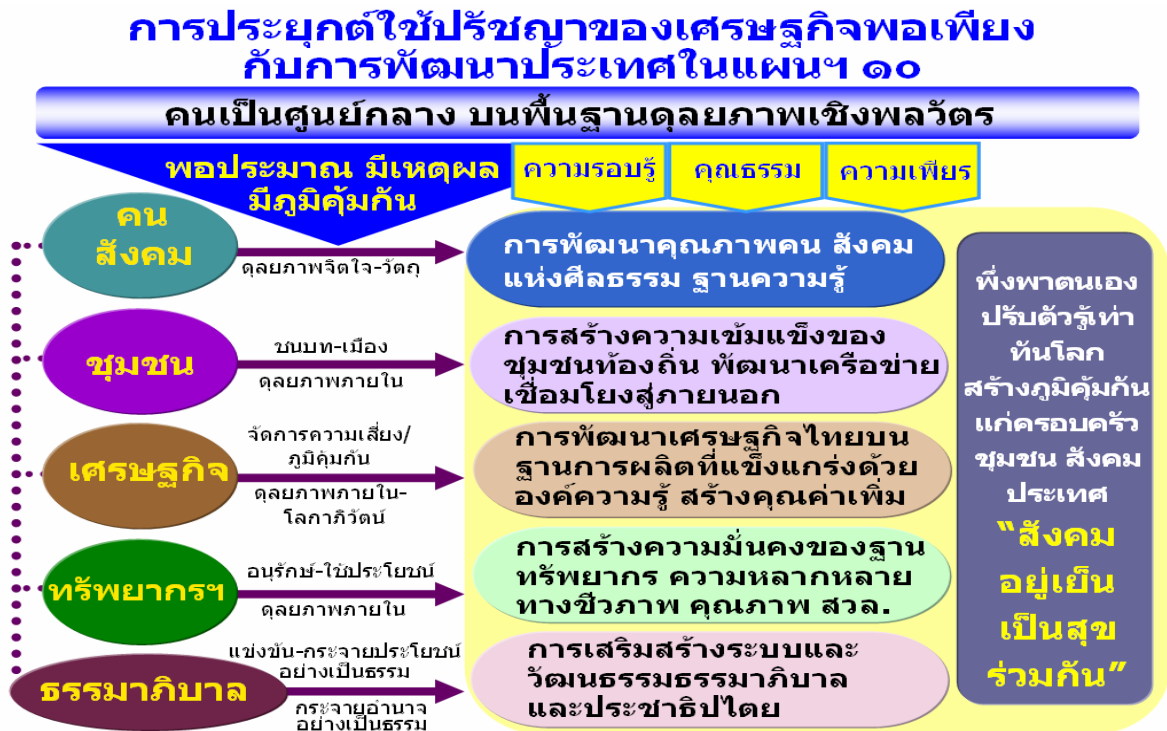 การประยุกต์ใช้ปรัชญาของเศรษฐกิจพอเพียง
กับการพัฒนาประเทศในแผนฯ ๑๐
คนเป็นศูนย์กลาง บนพื้นฐานดุลยภาพเชิงพลวัตร
พอประมาณ มีเหตุผล
มีภูมิคุ้มกัน
ความรอบรู้
คุณธรรม
ความเพียร
คน
สังคม
ดุลยภาพจิตใจ-วัตถุ
การพัฒนาคุณภาพคน สังคม
แห่งศีลธรรม ฐานความรู้
ชุมชน
ชนบท-เมือง
ดุลยภาพภายใน
การสร้างความเข้มแข็งของ
ชุมชนท้องถิ่น พัฒนาเครือข่าย
เชื่อมโยงสู่ภายนอก
เศรษฐกิจ
จัดการความเสี่ยง/
ภูมิคุ้มกัน
ดุลยภาพภายใน-
โลกาภิวัตน์
การพัฒนาเศรษฐกิจไทยบน
ฐานการผลิตที่แข็งแกร่งด้วย
องค์ความรู้ สร้างคุณค่าเพิ่ม
ทรัพยากรฯ
อนุรักษ์-ใช้ประโยชน์
ดุลยภาพภายใน
การสร้างความมั่นคงของฐาน
ทรัพยากร ความหลากหลาย
ทางชีวภาพ คุณภาพ สวล.
ธรรมาภิบาล
แข่งขัน-กระจายประโยชน์
อย่างเป็นธรรม
กระจายอำนาจ
อย่างเป็นธรรม
การเสริมสร้างระบบและ
วัฒนธรรมธรรมาภิบาล
และประชาธิปไตย
พึ่งพาตนเอง
ปรับตัวรู้เท่า
ทันโลก
สร้างภูมิคุ้มกัน
แก่ครอบครัว
ชุมชน สังคม
ประเทศ
“สังคม
อยู่เย็น
เป็นสุข
ร่วมกัน”